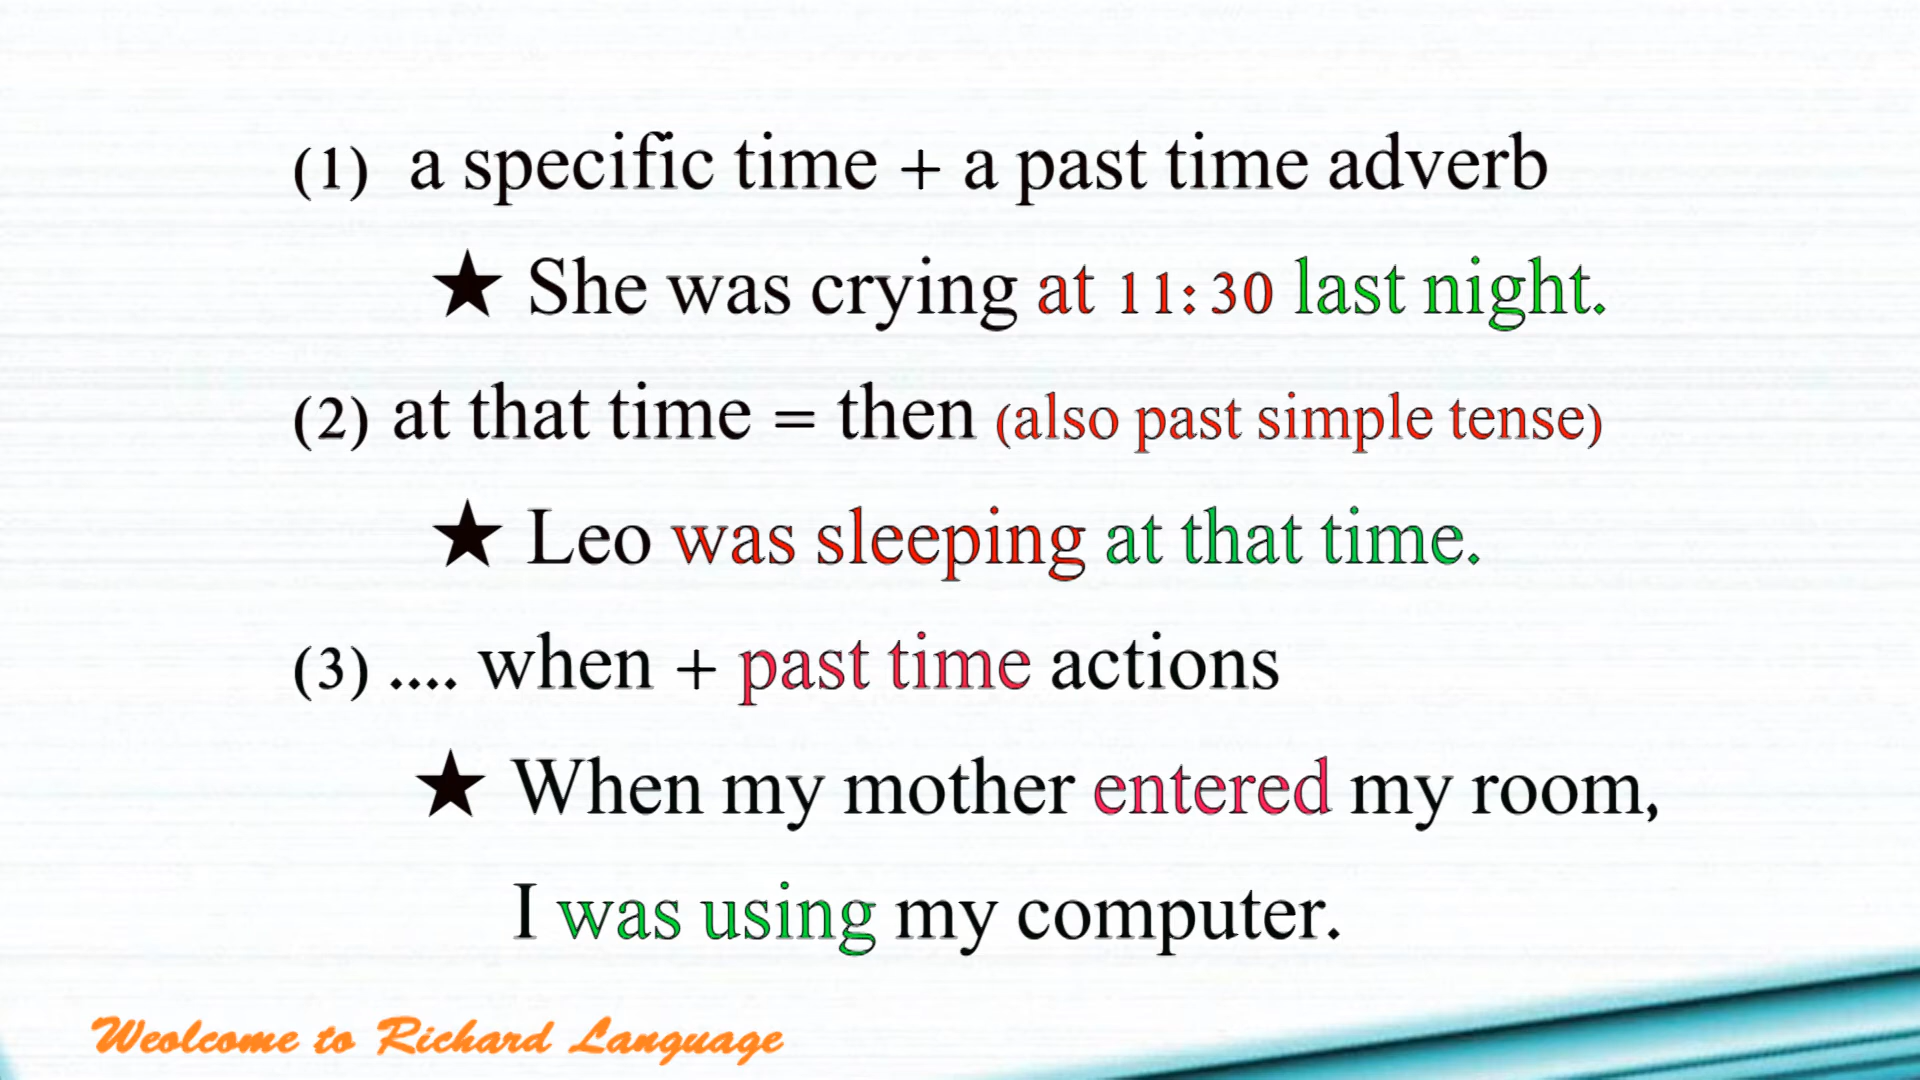 (1) a specific time + a past time adverb
★ She was crying at 11:30 last night.
(2) at that time = then (also past simple tense)
★ Leo was sleeping at that time.
(3) .... when + past time actions
★ When my mother entered my room,
I was using my computer.
Weolcome to Richard Language